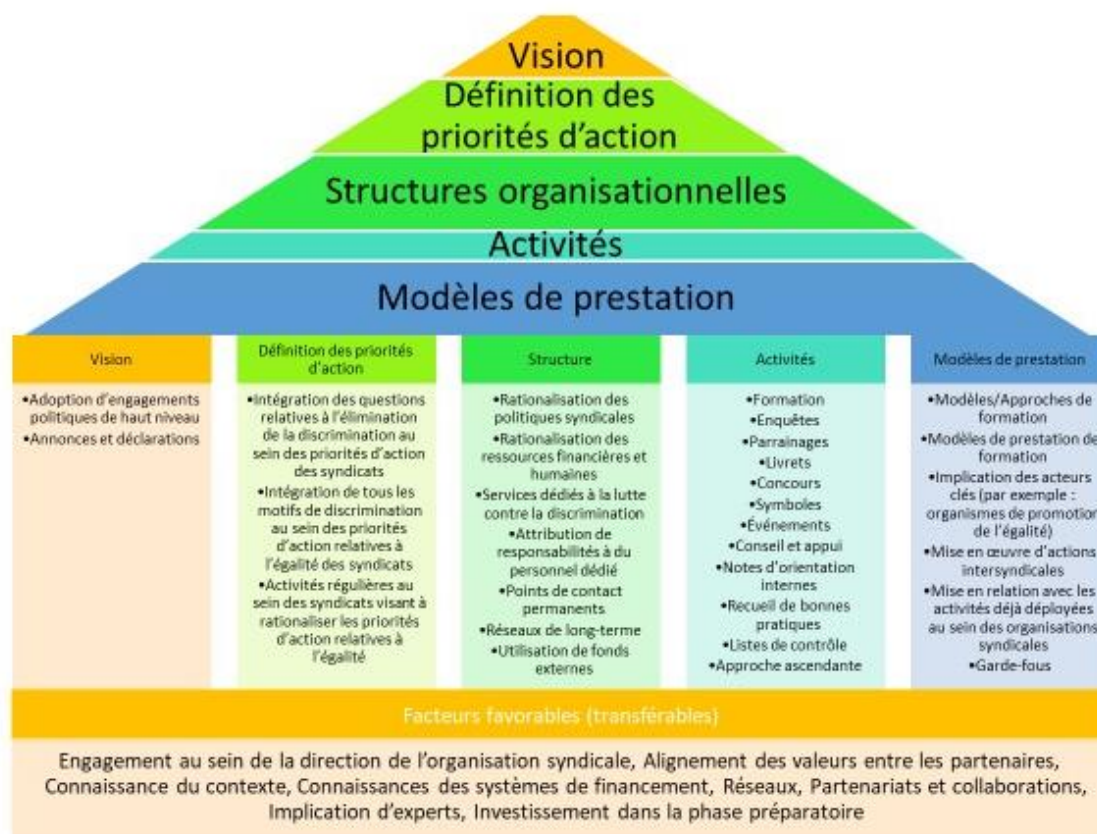 Vision
Définition des
priorités d'action
Structures organisationnelles
Activités
Modèles de prestation
Vision
•Adoption d'engagements
politiques de haut niveau
•Annonces et déclarations
Définition des priorités
d'action
•Intégration des questions
relatives à l'élimination
de la discrimination au
sein des priorités d'action
des syndicats
•Intégration de tous les
motifs de discrimination
au sein des priorités
d'action relatives à
l'égalité des syndicats
•Activités régulières au
sein des syndicats visant à
rationaliser les priorités
d'action relatives à
l'égalité
Structure
•Rationalisation des
politiques syndicales
•Rationalisation des
ressources financières et
humaines
•Services dédiés à la lutte
contre la discrimination
•Attribution de
responsabilités à du
personnel dédié
•Points de contact
permanents
•Réseaux de long-terme
•Utilisation de fonds
externes
Activités
•Formation
•Enquêtes
•Parrainages
•Livrets
•Concours
•Symboles
•Événements
•Conseil et appui
•Notes d'orientation
internes
•Recueil de bonnes
pratiques
•Listes de contrôle
•Approche ascendante
Modèles de prestation
•Modèles/Approches de
formation
•Modèles de prestation de
formation
•Implication des acteurs
clés (par exemple :
organismes de promotion
de l'égalité)
•Mise en œuvre d'actions
intersyndicales
•Mise en relation avec les
activités déjà déployées
au sein des organisations
syndicales
•Garde-fous
Facteurs favorables (transférables)
Engagement au sein de la direction de l'organisation syndicale, Alignement des valeurs entre les partenaires,
Connaissance du contexte, Connaissances des systèmes de financement, Réseaux, Partenariats et collaborations,
Implication d'experts, Investissement dans la phase préparatoire